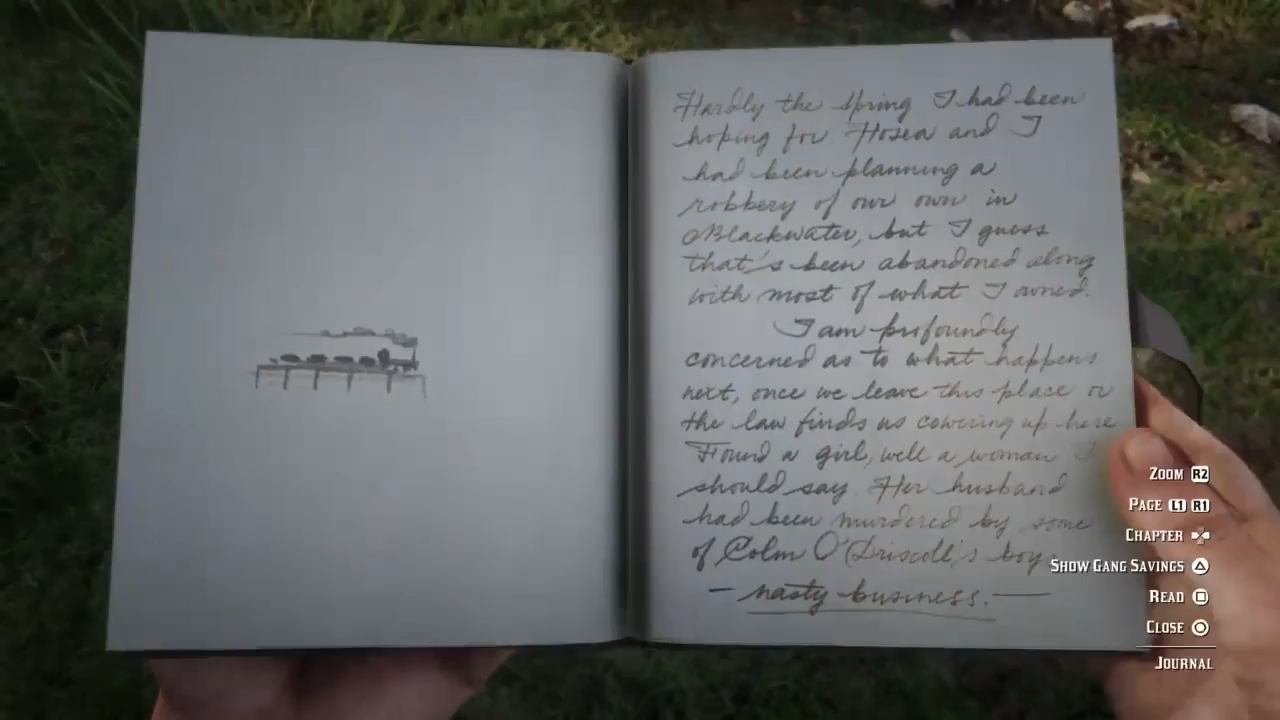 Hardly the spring I had been
hoping for. Hosea and I
had been planning a
robbery of our own in
Blackwater, but I guess
that's been abandoned along
with most of what I owned.
I am profoundly
concerned as to what happens
next, once we leave this place or
the law finds us cowering up here
Found a girl, well a woman I
should say. Her husband
had been murdered by some
of Colm O'Driscoll's boy
— nasty business. —
ZOOM R2
PAGE L1 R1
CHAPTER
SHOW GANG SAVINGS
READ
CLOSE
JOURNAL